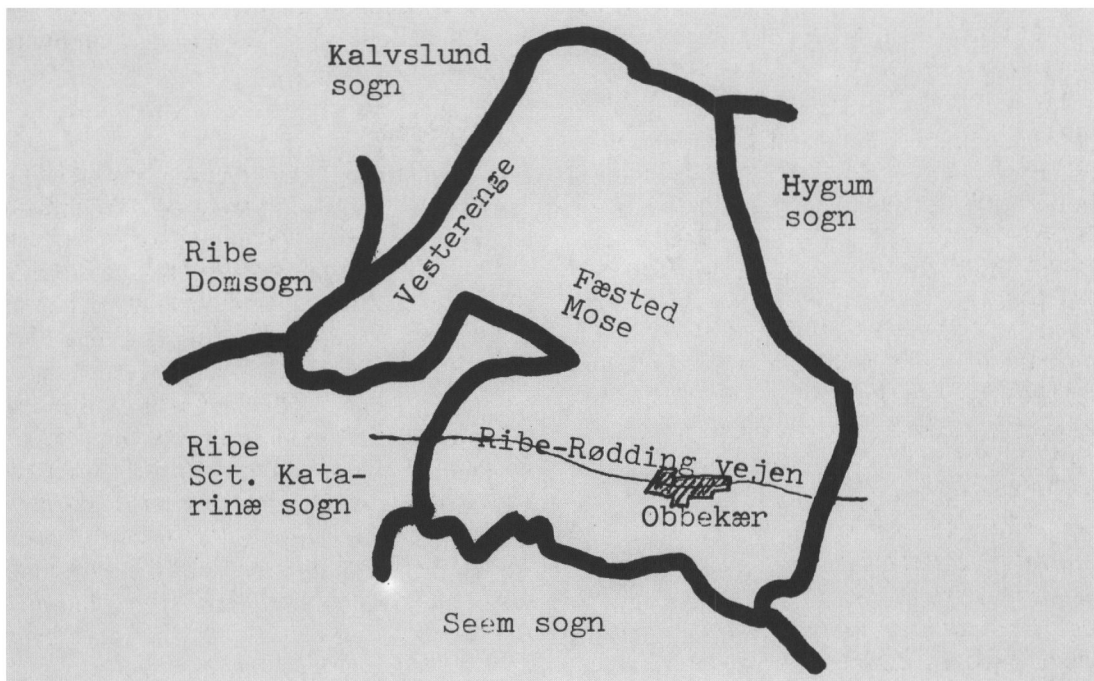 Kalvslund
sogn
Hygum
sogn
Vesterenge
Ribe
Domsogn
Fæsted
Mose
Ribe
Sct. Kata-
rinæ sogn
Ribe-Rødding vejen
Obbekær
Seem sogn